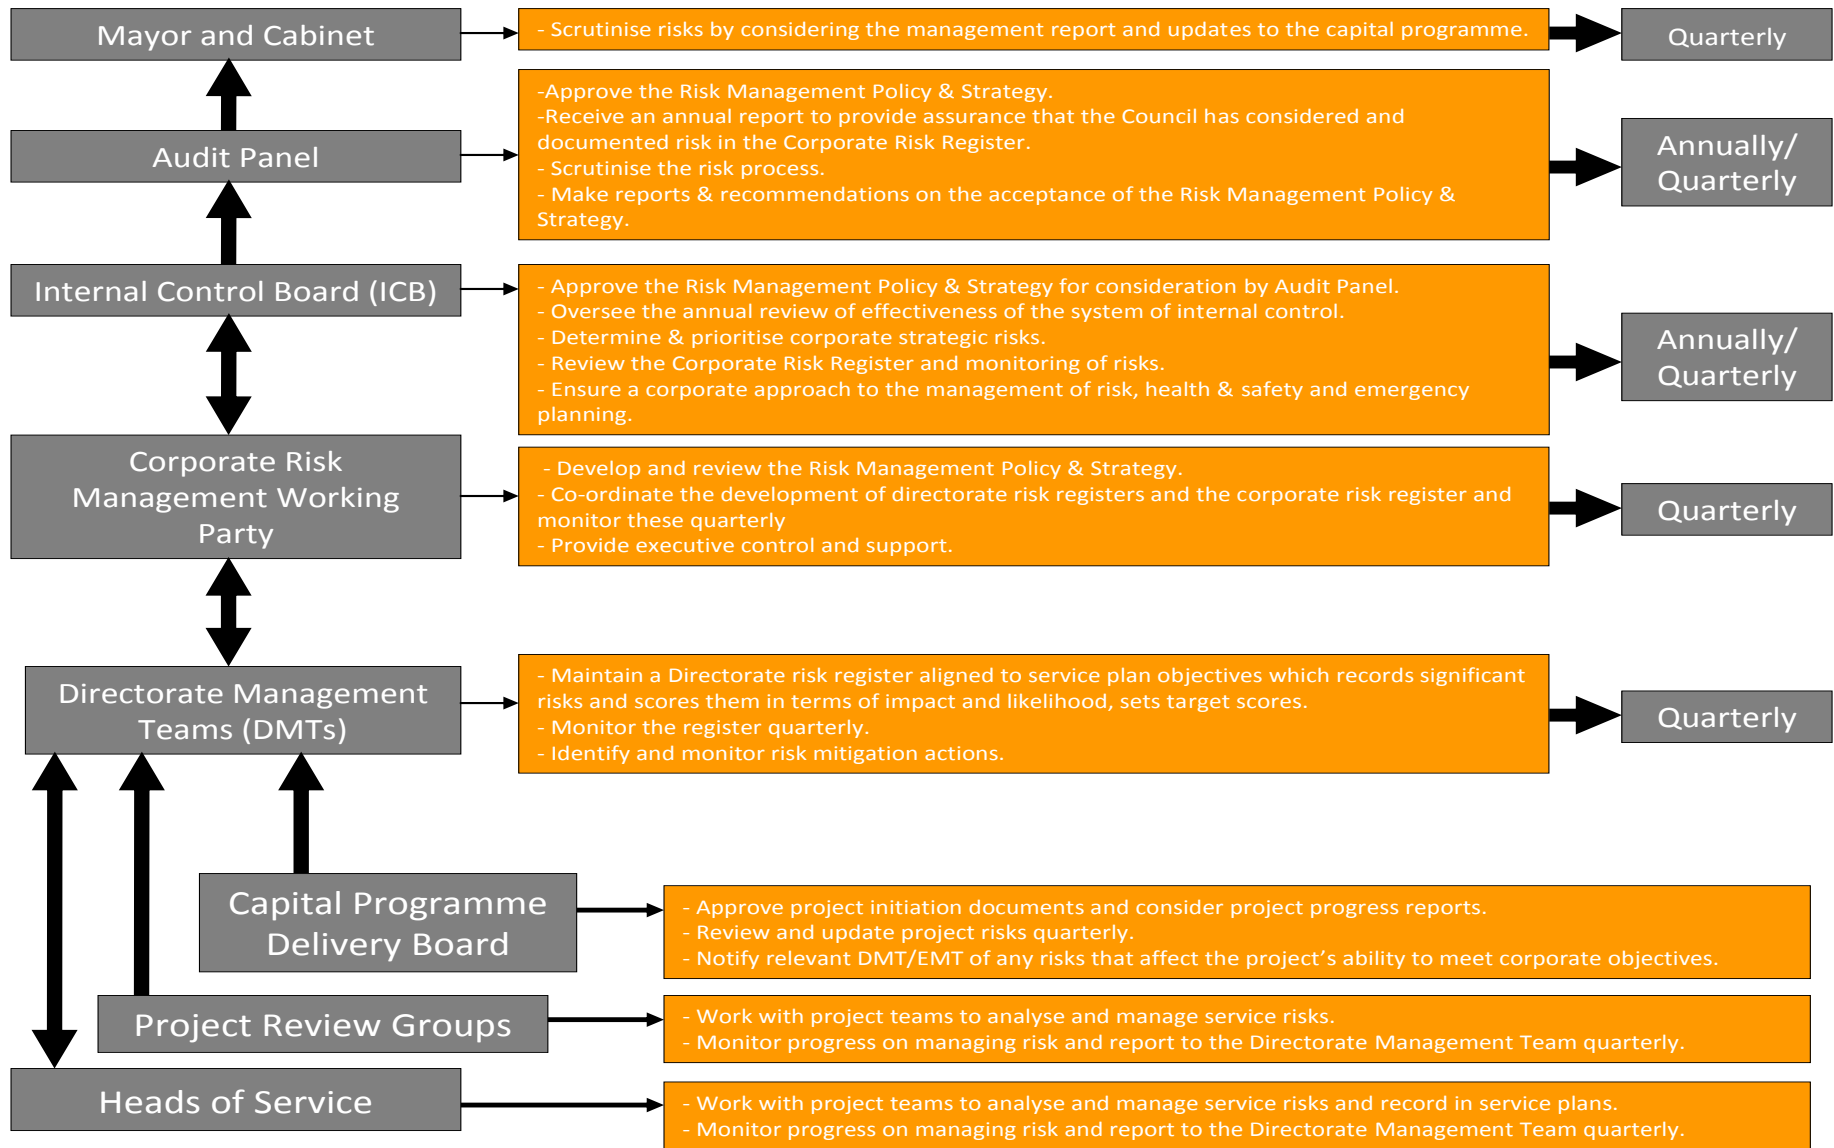 Mayor and Cabinet
- Scrutinise risks by considering the management report and updates to the capital programme.
Quarterly
Audit Panel
-Approve the Risk Management Policy & Strategy.
-Receive an annual report to provide assurance that the Council has considered and
documented risk in the Corporate Risk Register.
- Scrutinise the risk process.
- Make reports & recommendations on the acceptance of the Risk Management Policy &
Strategy.
Annually/
Quarterly
Internal Control Board (ICB)
- Approve the Risk Management Policy & Strategy for consideration by Audit Panel.
- Oversee the annual review of effectiveness of the system of internal control.
- Determine & prioritise corporate strategic risks.
- Review the Corporate Risk Register and monitoring of risks.
- Ensure a corporate approach to the management of risk, health & safety and emergency
planning.
Annually/
Quarterly
Corporate Risk
Management Working
Party
- Develop and review the Risk Management Policy & Strategy.
- Co-ordinate the development of directorate risk registers and the corporate risk register and
monitor these quarterly
- Provide executive control and support.
Quarterly
Directorate Management
Teams (DMTs)
- Maintain a Directorate risk register aligned to service plan objectives which records significant
risks and scores them in terms of impact and likelihood, sets target scores.
- Monitor the register quarterly.
- Identify and monitor risk mitigation actions.
Quarterly
Capital Programme
Delivery Board
- Approve project initiation documents and consider project progress reports.
- Review and update project risks quarterly.
- Notify relevant DMT/EMT of any risks that affect the project’s ability to meet corporate objectives.
Project Review Groups
- Work with project teams to analyse and manage service risks.
- Monitor progress on managing risk and report to the Directorate Management Team quarterly.
Heads of Service
- Work with project teams to analyse and manage service risks and record in service plans.
- Monitor progress on managing risk and report to the Directorate Management Team quarterly.